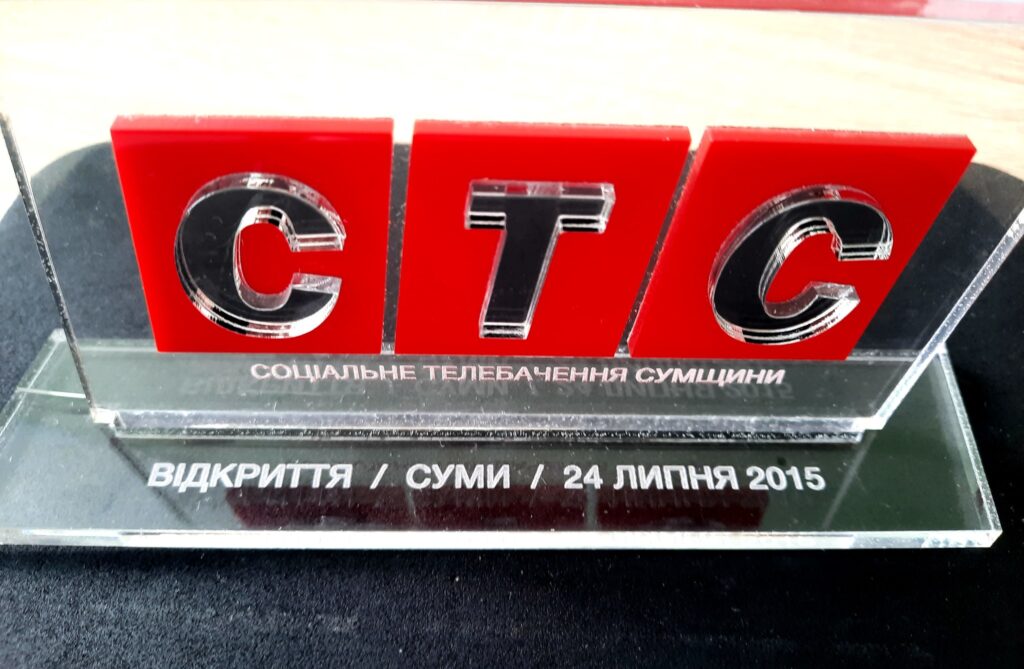 СТС
СОЦІАЛЬНЕ ТЕЛЕБАЧЕННЯ СУМЩИНИ
ВІДКРИТТЯ / СУМИ / 24 ЛИПНЯ 2015